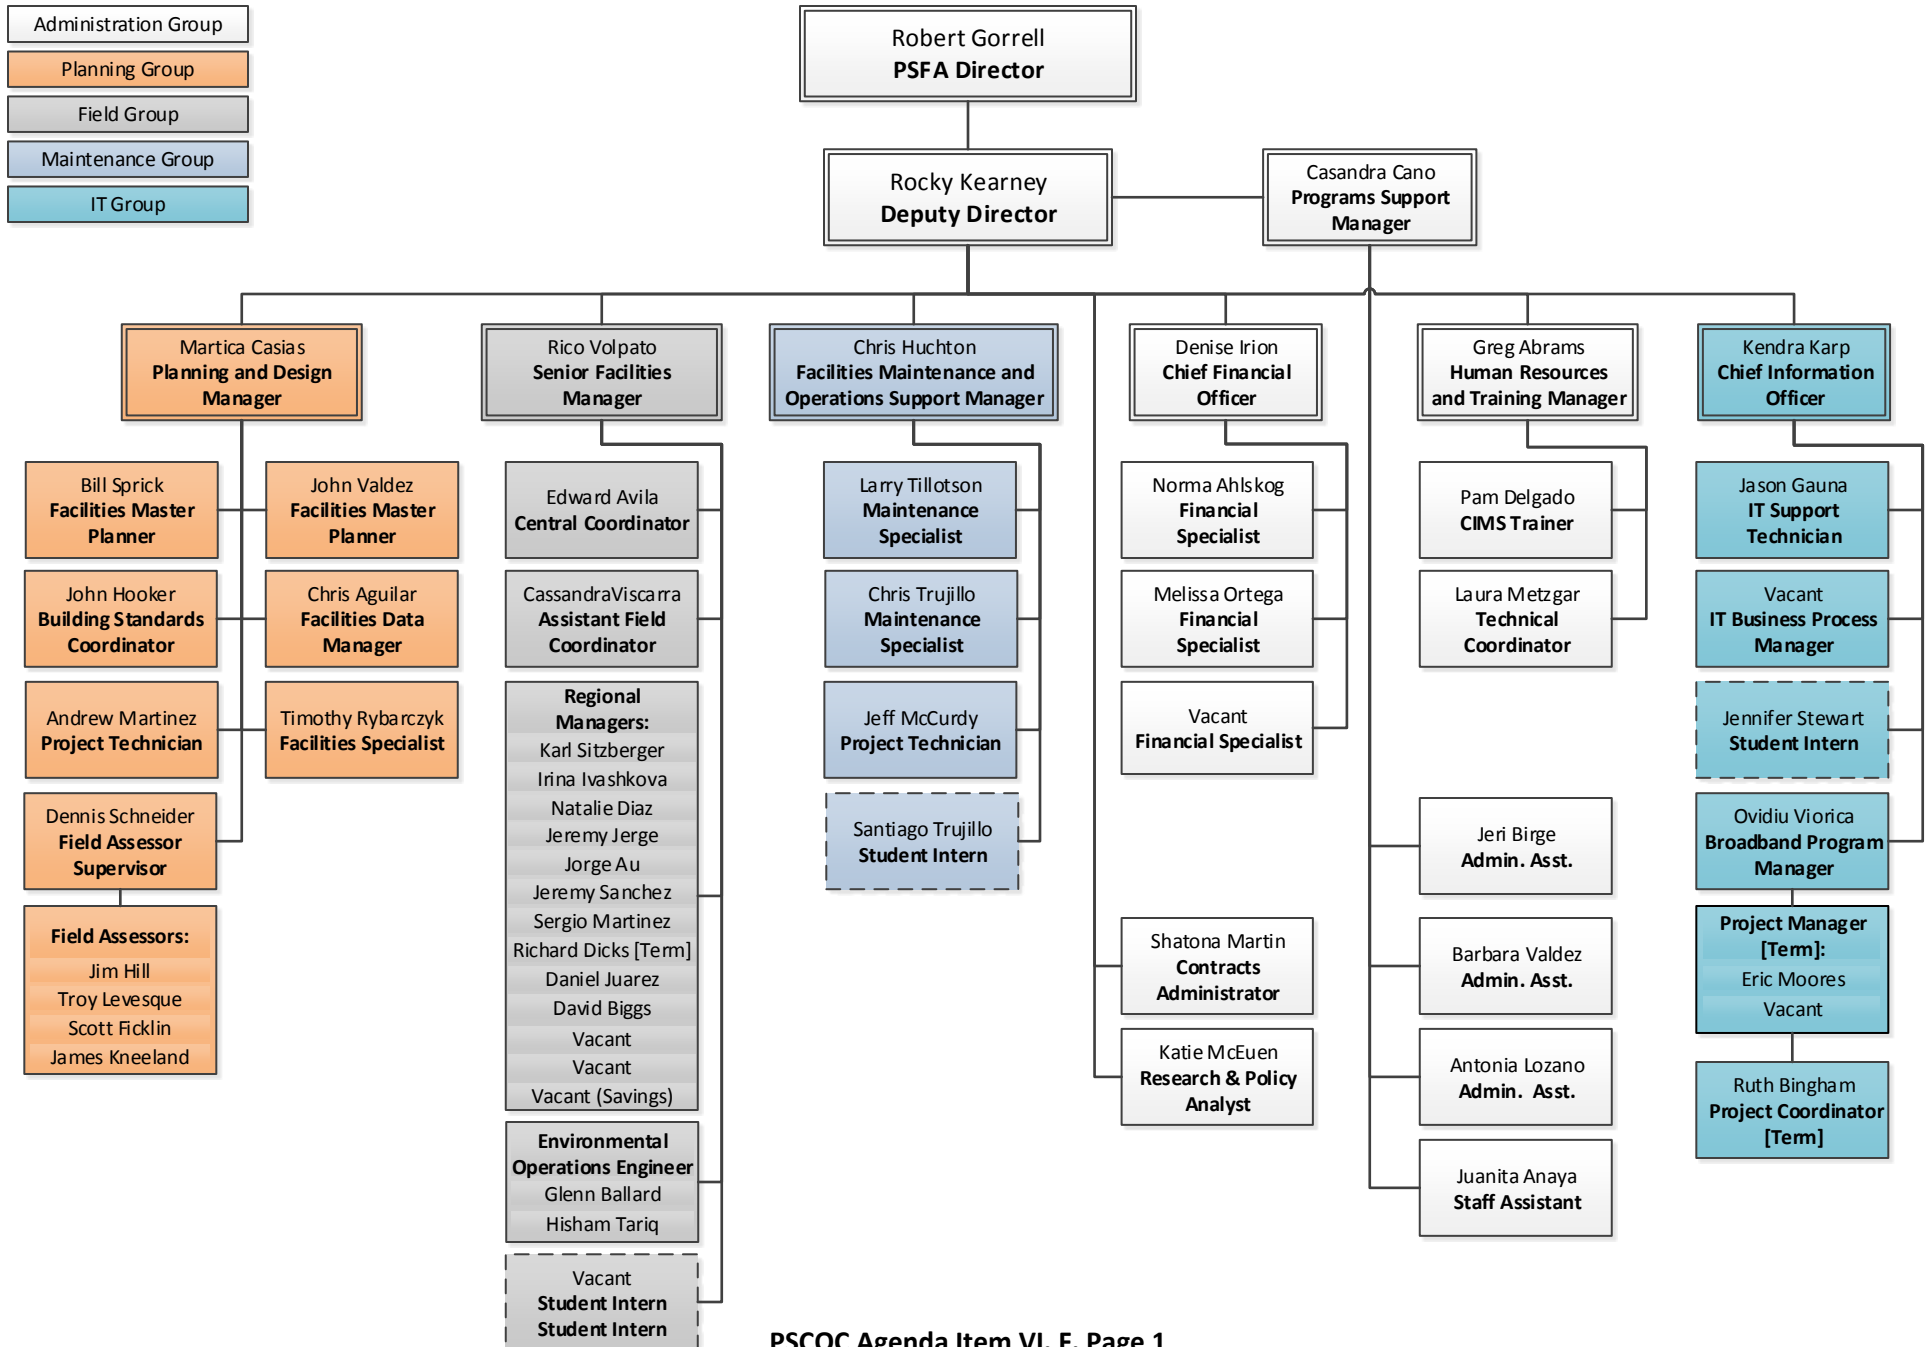 Administration Group
Planning Group
Field Group
Maintenance Group
IT Group
Robert Gorrell
PSFA Director
Rocky Kearney
Deputy Director
Casandra Cano
Programs Support
Manager
Martica Casias
Planning and Design
Manager
Rico Volpato
Senior Facilities
Manager
Chris Huchton
Facilities Maintenance and
Operations Support Manager
Denise Irion
Chief Financial
Officer
Greg Abrams
Human Resources
and Training Manager
Kendra Karp
Chief Information
Officer
Bill Sprick
Facilities Master
Planner
John Valdez
Facilities Master
Planner
John Hooker
Building Standards
Coordinator
Chris Aguilar
Facilities Data
Manager
Andrew Martinez
Project Technician
Timothy Rybarczyk
Facilities Specialist
Dennis Schneider
Field Assessor
Supervisor
Field Assessors:
Jim Hill
Troy Levesque
Scott Ficklin
James Kneeland
Edward Avila
Central Coordinator
CassandraViscarra
Assistant Field
Coordinator
Regional
Managers:
Karl Sitzberger
Irina Ivashkova
Natalie Diaz
Jeremy Jerge
Jorge Au
Jeremy Sanchez
Sergio Martinez
Richard Dicks [Term]
Daniel Juarez
David Biggs
Vacant
Vacant
Vacant (Savings)
Environmental
Operations Engineer
Glenn Ballard
Hisham Tariq
Vacant
Student Intern
Student Intern
Larry Tillotson
Maintenance
Specialist
Chris Trujillo
Maintenance
Specialist
Jeff McCurdy
Project Technician
Santiago Trujillo
Student Intern
Norma Ahlskog
Financial
Specialist
Melissa Ortega
Financial
Specialist
Vacant
Financial Specialist
Shatona Martin
Contracts
Administrator
Katie McEuen
Research & Policy
Analyst
Pam Delgado
CIMS Trainer
Laura Metzgar
Technical
Coordinator
Jeri Birge
Admin. Asst.
Barbara Valdez
Admin. Asst.
Antonia Lozano
Admin. Asst.
Juanita Anaya
Staff Assistant
Jason Gauna
IT Support
Technician
Vacant
IT Business Process
Manager
Jennifer Stewart
Student Intern
Ovidiu Viorica
Broadband Program
Manager
Project Manager
[Term]:
Eric Moores
Vacant
Ruth Bingham
Project Coordinator
[Term]
PSCOC Agenda Item VI. F. Page 1